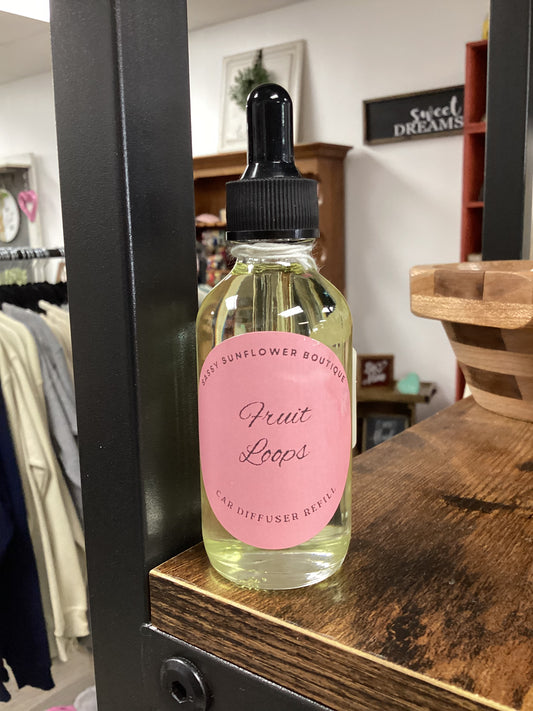 Sweet
DREAMS
SASSY SUNFLOWER BOUTIQUE
Fruit
Loops
CAR DIFFUSER REFILL